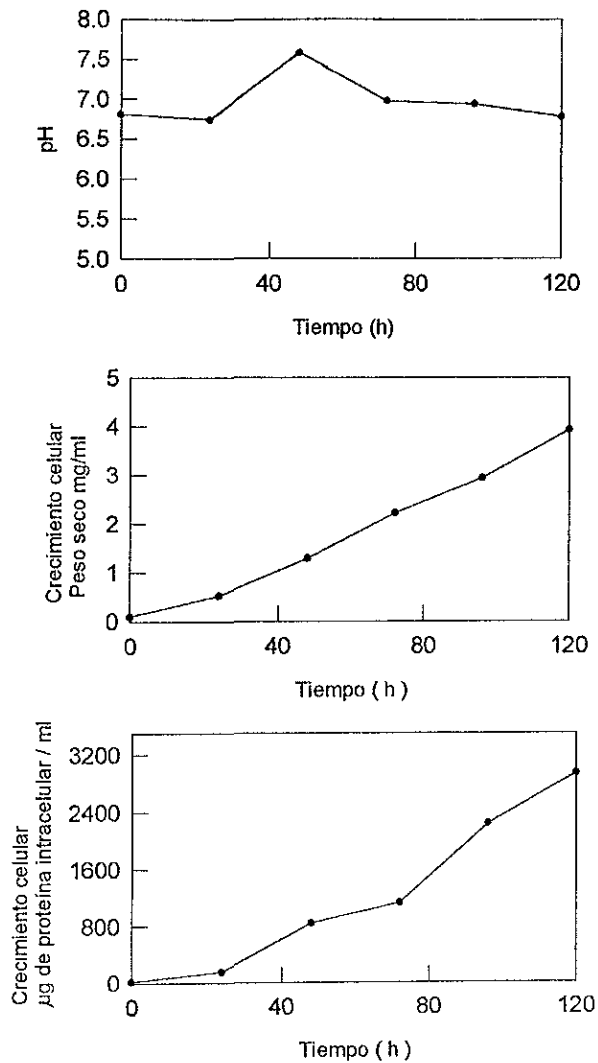 8.0
7.5
7.0
6.5
6.0
5.5
5.0
pH
0 40 80 120
Tiempo (h)
5
4
3
2
1
0
Crecimiento celular
Peso seco mg/ml
0 40 80 120
Tiempo ( h )
3200
2400
1600
800
0
Crecimiento celular
µg de proteína intracelular / ml
0 40 80 120
Tiempo ( h )